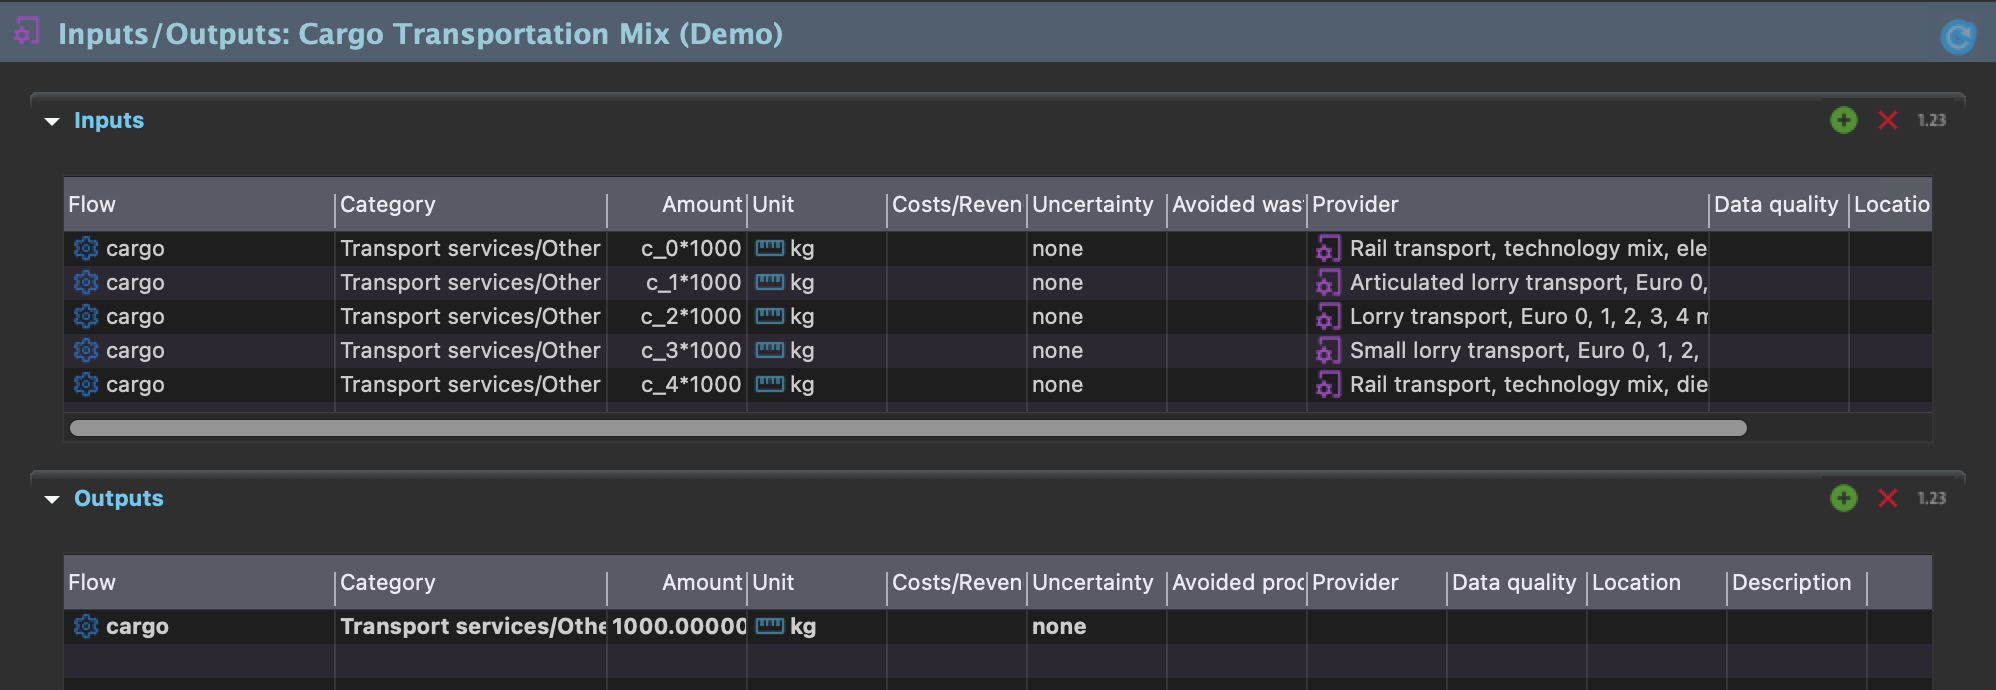 Inputs/Outputs: Cargo Transportation Mix (Demo)
Inputs
1.23
Flow Category Amount Unit Costs/Reven Uncertainty Avoided was Provider Data quality Locatio
cargo Transport services/Other c_0*1000 kg none Rail transport, technology mix, ele
cargo Transport services/Other c_1*1000 kg none Articulated lorry transport, Euro 0,
cargo Transport services/Other c_2*1000 kg none Lorry transport, Euro 0, 1, 2, 3, 4 m
cargo Transport services/Other c_3*1000 kg none Small lorry transport, Euro 0, 1, 2,
cargo Transport services/Other c_4*1000 kg none Rail transport, technology mix, die
Outputs
1.23
Flow Category Amount Unit Costs/Reven Uncertainty Avoided proc Provider Data quality Location Description
cargo Transport services/Othe 1000.00000 kg none